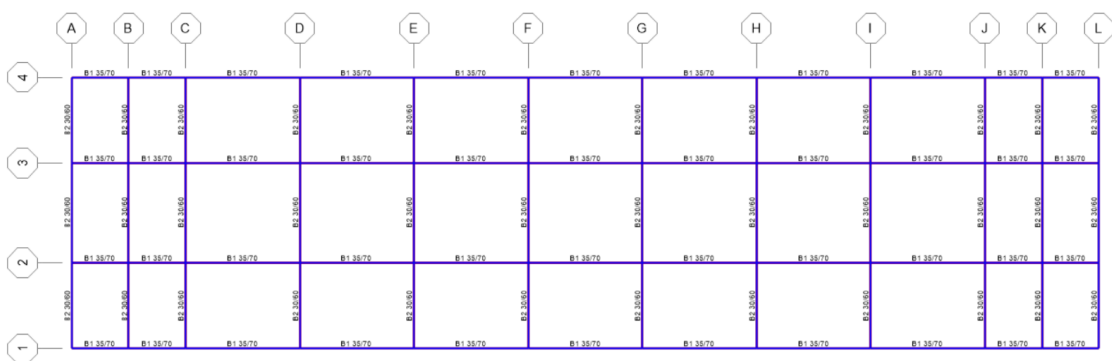 A B C D E F G H I J K L
4 B1 35/70 B1 35/70 B1 35/70 B1 35/70 B1 35/70 B1 35/70 B1 35/70 B1 35/70 B1 35/70 B1 35/70 B1 35/70
B2 30/60 B2 30/60 B2 30/60 B2 30/60 B2 30/60 B2 30/60 B2 30/60 B2 30/60 B2 30/60 B2 30/60 B2 30/60 B2 30/60
3 B1 35/70 B1 35/70 B1 35/70 B1 35/70 B1 35/70 B1 35/70 B1 35/70 B1 35/70 B1 35/70 B1 35/70 B1 35/70
B2 30/60 B2 30/60 B2 30/60 B2 30/60 B2 30/60 B2 30/60 B2 30/60 B2 30/60 B2 30/60 B2 30/60 B2 30/60 B2 30/60
2 B1 35/70 B1 35/70 B1 35/70 B1 35/70 B1 35/70 B1 35/70 B1 35/70 B1 35/70 B1 35/70 B1 35/70 B1 35/70
B2 30/60 B2 30/60 B2 30/60 B2 30/60 B2 30/60 B2 30/60 B2 30/60 B2 30/60 B2 30/60 B2 30/60 B2 30/60 B2 30/60
1 B1 35/70 B1 35/70 B1 35/70 B1 35/70 B1 35/70 B1 35/70 B1 35/70 B1 35/70 B1 35/70 B1 35/70 B1 35/70